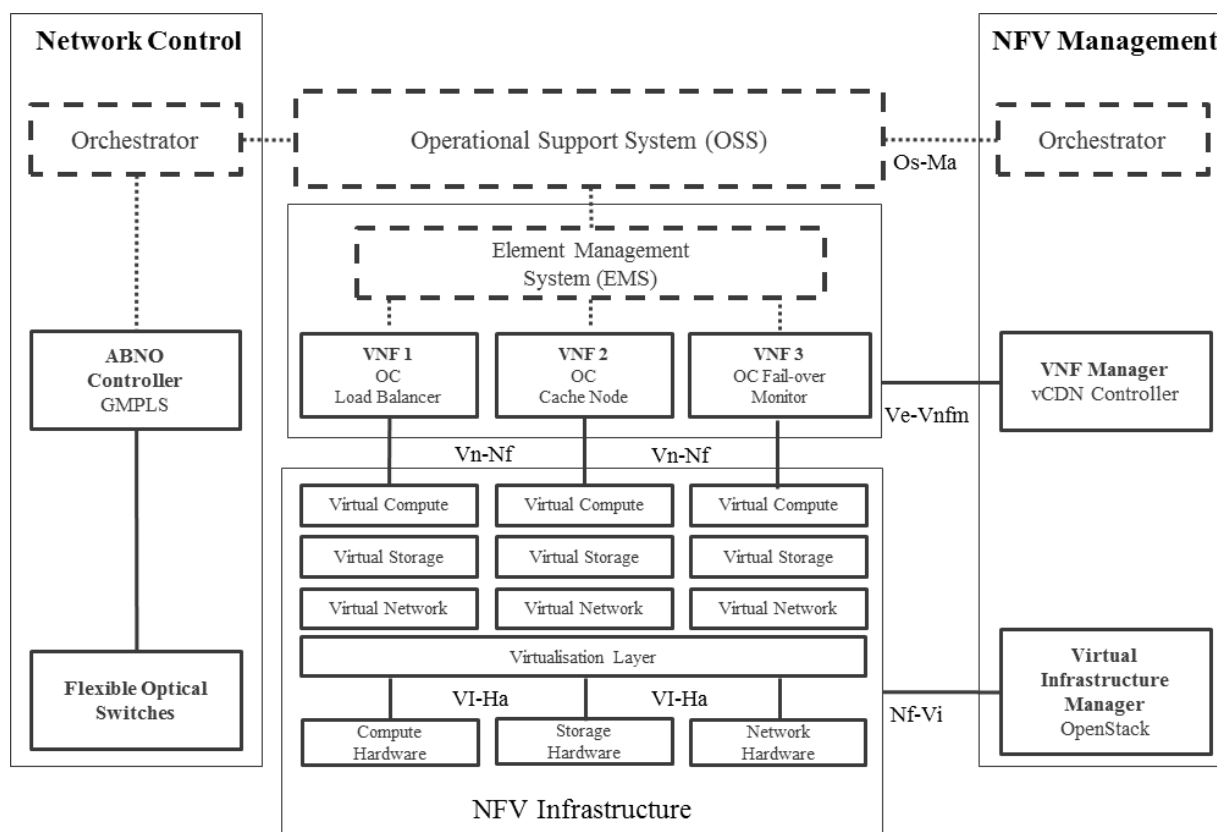 Network Control
NFV Management
Orchestrator
Operational Support System (OSS)
Orchestrator
Os-Ma
Element Management
System (EMS)
ABNO
Controller
GMPLS
VNF 1
OC
Load Balancer
VNF 2
OC
Cache Node
VNF 3
OC Fail-over
Monitor
VNF Manager
vCDN Controller
Ve-Vnfm
Vn-Nf
Vn-Nf
Virtual Compute
Virtual Compute
Virtual Compute
Virtual Storage
Virtual Storage
Virtual Storage
Virtual Network
Virtual Network
Virtual Network
Virtualisation Layer
Flexible Optical
Switches
VI-Ha
VI-Ha
Nf-Vi
Virtual
Infrastructure
Manager
OpenStack
Compute
Hardware
Storage
Hardware
Network
Hardware
NFV Infrastructure